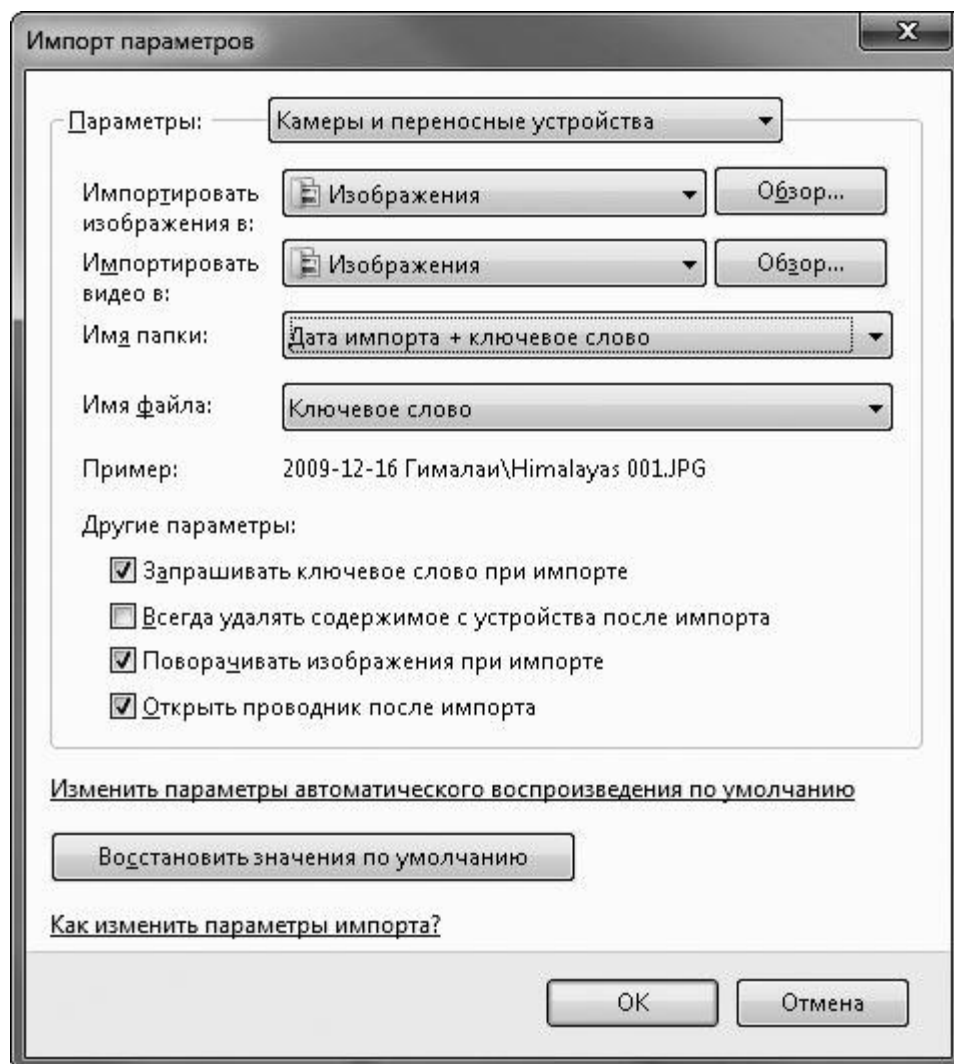 Импорт параметров
Параметры: Камеры и переносные устройства
Импортировать изображения в: Изображения Обзор...
Импортировать видео в: Изображения Обзор...
Имя папки: Дата импорта + ключевое слово
Имя файла: Ключевое слово
Пример: 2009-12-16 Гималаи\Himalayas 001.JPG
Другие параметры:
Запрашивать ключевое слово при импорте
Всегда удалять содержимое с устройства после импорта
Поворачивать изображения при импорте
Открыть проводник после импорта
Изменить параметры автоматического воспроизведения по умолчанию
Восстановить значения по умолчанию
Как изменить параметры импорта?
OK Отмена